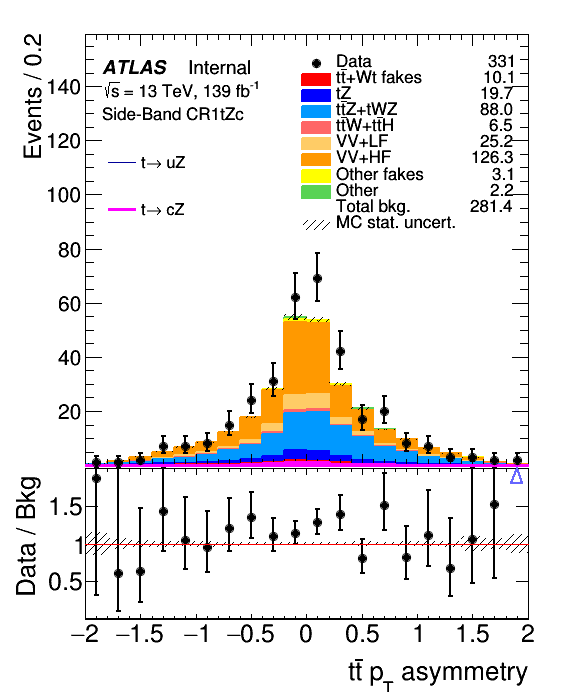 ATLAS Internal
√s = 13 TeV, 139 fb⁻¹
Side-Band CR1tZc
t→ uZ
t→ cZ
Data 331
tt̄+Wt fakes 10.1
tZ 19.7
tt̄Z+tWZ 88.0
tt̄W+tt̄H 6.5
VV+LF 25.2
VV+HF 126.3
Other fakes 3.1
Other 2.2
Total bkg. 281.4
MC stat. uncert.
Events / 0.2
140
120
100
80
60
40
20
Data / Bkg
1.5
1
0.5
−2 −1.5 −1 −0.5 0 0.5 1 1.5 2
tt̄ p_T asymmetry